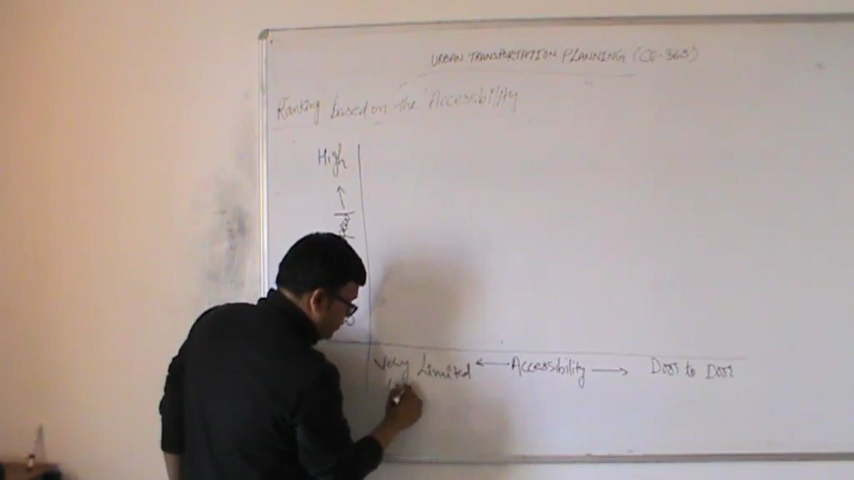 URBAN TRANSPORTATION PLANNING (CE-363)
Ranking based on the Accessibility
High
Very Limited ← Accessibility → Door to Door